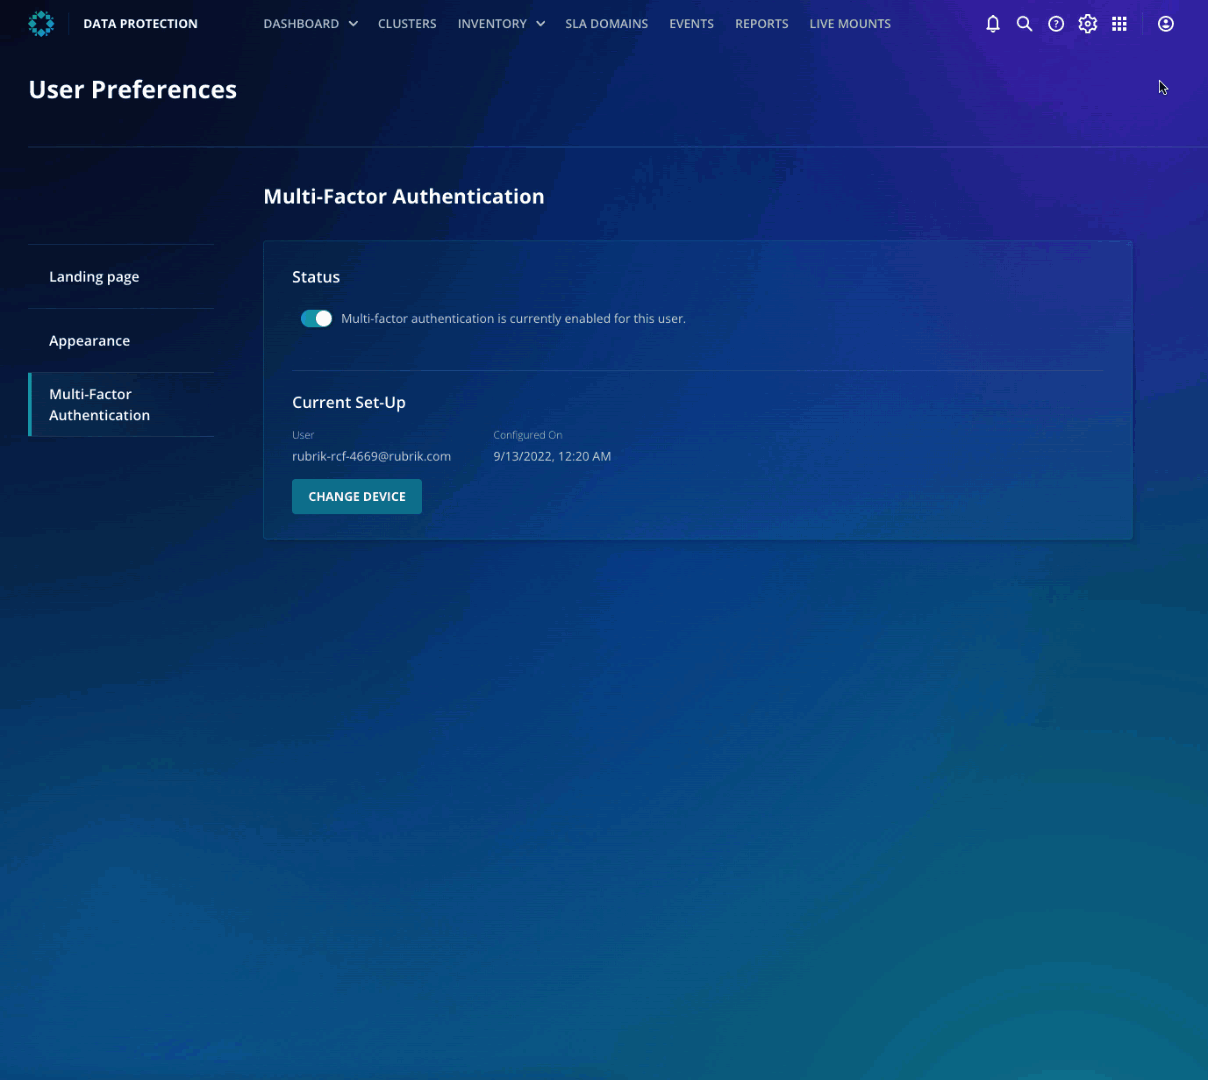 DATA PROTECTION DASHBOARD CLUSTERS INVENTORY SLA DOMAINS EVENTS REPORTS LIVE MOUNTS
User Preferences
Multi-Factor Authentication
Landing page
Appearance
Multi-Factor
Authentication
Status
Multi-factor authentication is currently enabled for this user.
Current Set-Up
User Configured On
rubrik-rcf-4669@rubrik.com 9/13/2022, 12:20 AM
CHANGE DEVICE